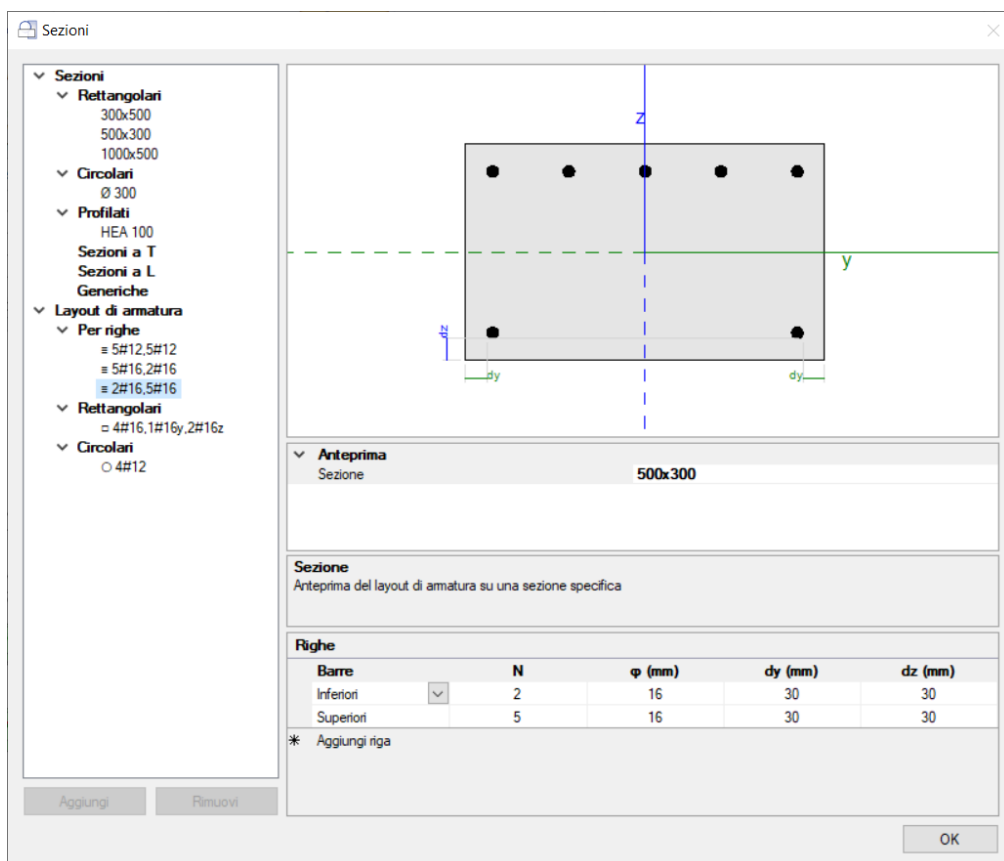 Sezioni
Sezioni
Rettangolari
300x500
500x300
1000x500
Circolari
Ø 300
Profilati
HEA 100
Sezioni a T
Sezioni a L
Generiche
Layout di armatura
Per righe
5#12,5#12
5#16,2#16
2#16,5#16
Rettangolari
4#16,1#16y,2#16z
Circolari
4#12
Aggiungi Rimuovi
z
y
dz
dy dy
Anteprima
Sezione 500x300
Sezione
Anteprima del layout di armatura su una sezione specifica
Righe
Barre N φ (mm) dy (mm) dz (mm)
Inferiori 2 16 30 30
Superiori 5 16 30 30
Aggiungi riga
OK